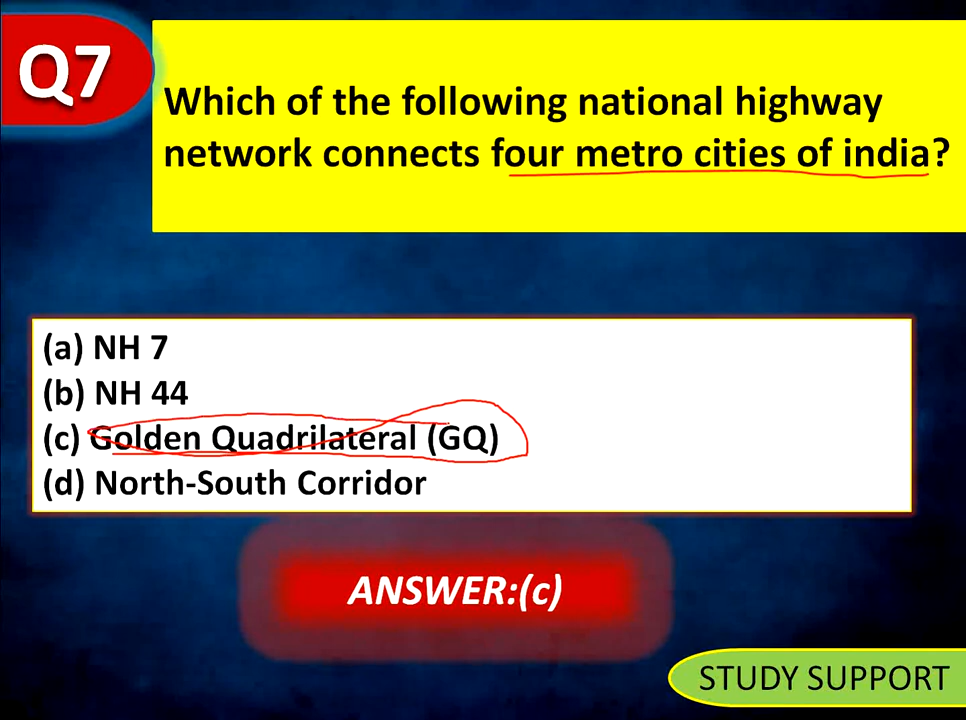 Q7
Which of the following national highway
network connects four metro cities of india?
(a) NH 7
(b) NH 44
(c) Golden Quadrilateral (GQ)
(d) North-South Corridor
ANSWER:(c)
STUDY SUPPORT